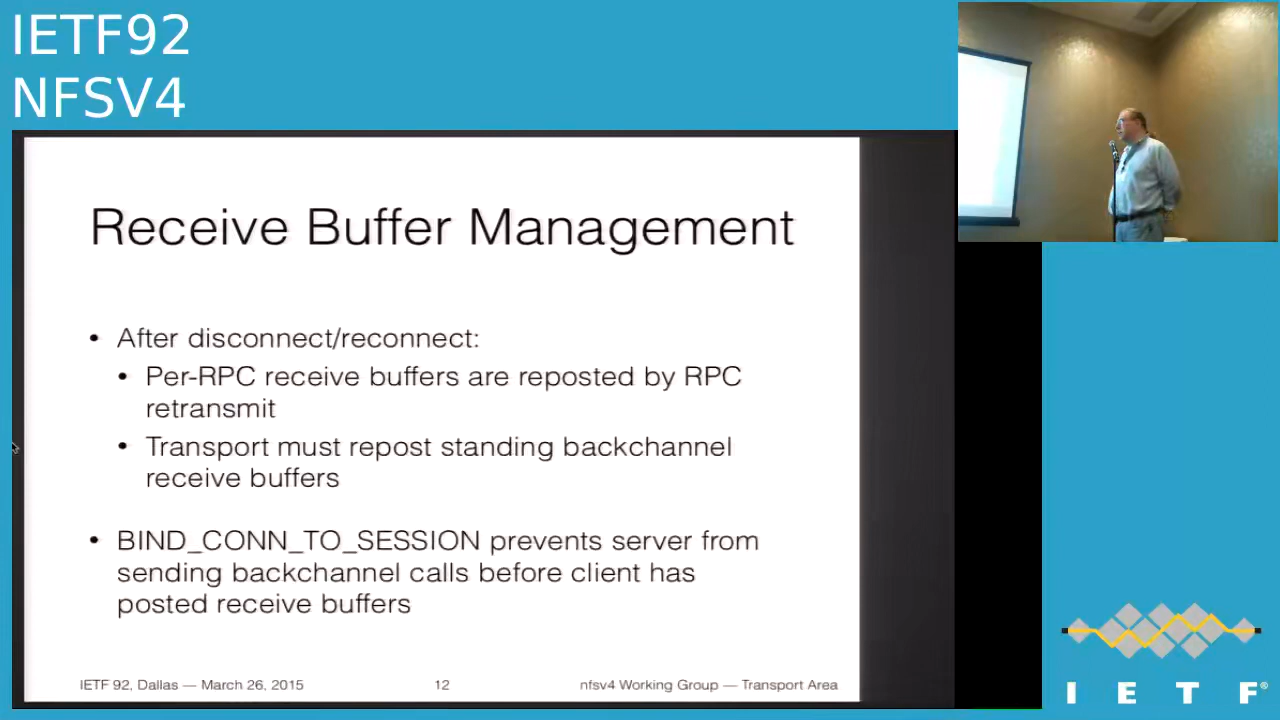 IETF92
NFSV4
Receive Buffer Management
• After disconnect/reconnect:
• Per-RPC receive buffers are reposted by RPC
retransmit
• Transport must repost standing backchannel
receive buffers
• BIND_CONN_TO_SESSION prevents server from
sending backchannel calls before client has
posted receive buffers
IETF 92, Dallas — March 26, 2015
12
nfsv4 Working Group — Transport Area
I E T F®